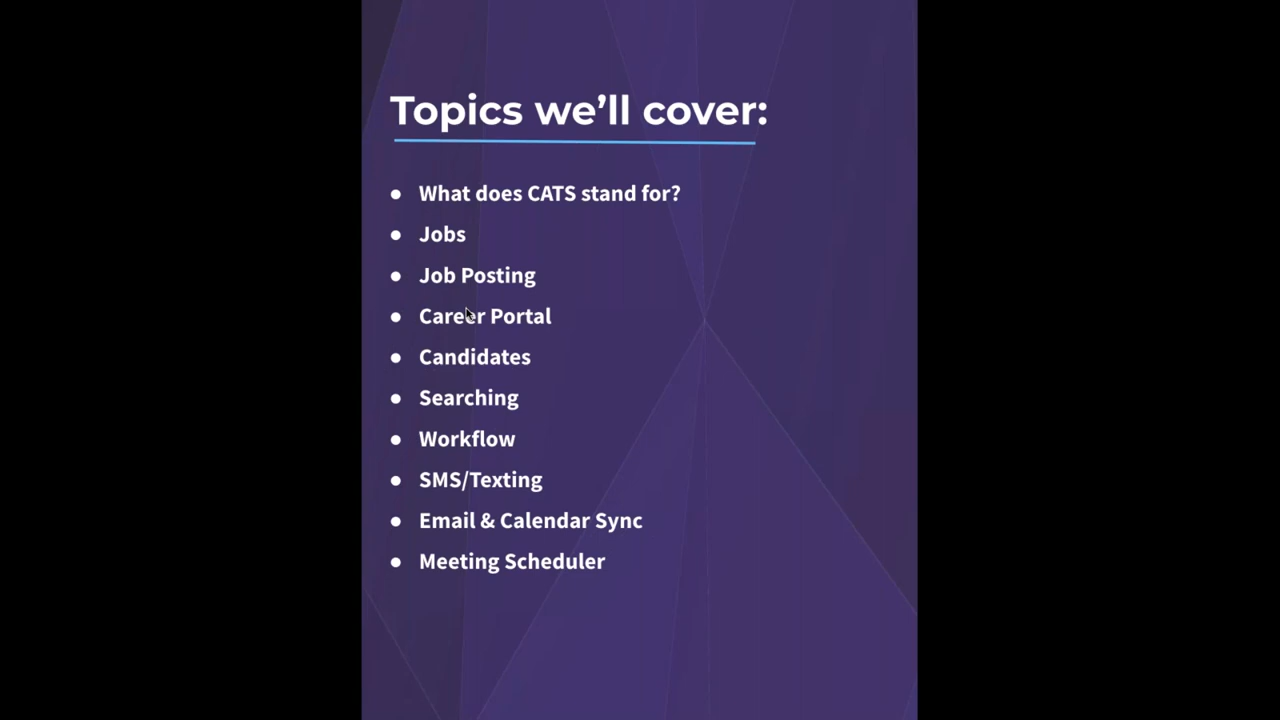 Topics we’ll cover:
● What does CATS stand for?
● Jobs
● Job Posting
● Career Portal
● Candidates
● Searching
● Workflow
● SMS/Texting
● Email & Calendar Sync
● Meeting Scheduler